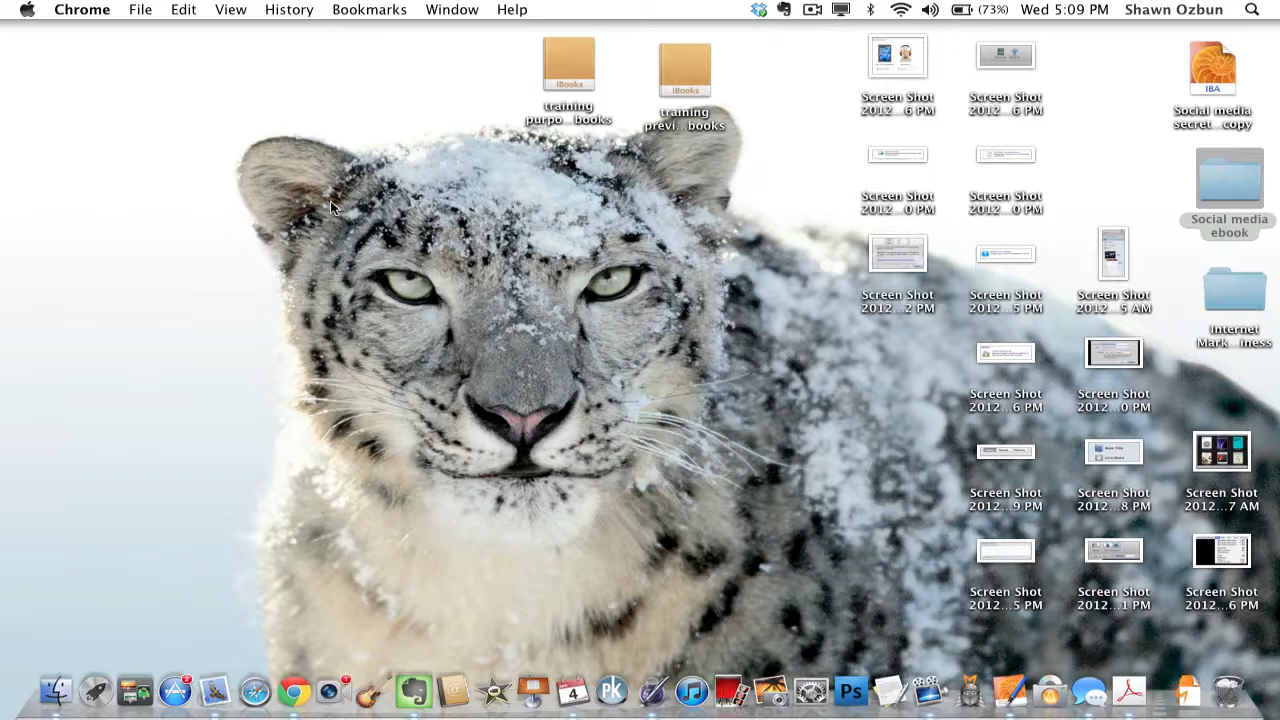 Chrome File Edit View History Bookmarks Window Help (73%) Wed 5:09 PM Shawn Ozbun
iBooks
training
purpo...books
iBooks
training
previ...books
Screen Shot
2012...6 PM
Screen Shot
2012...6 PM
IBA
Social media
secret...copy
Screen Shot
2012...0 PM
Screen Shot
2012...0 PM
Social media
ebook
Screen Shot
2012...2 PM
Screen Shot
2012...5 PM
Screen Shot
2012...5 AM
Internet
Mark...iness
Screen Shot
2012...6 PM
Screen Shot
2012...0 PM
Screen Shot
2012...9 PM
Book Title
Screen Shot
2012...8 PM
Screen Shot
2012...7 AM
Screen Shot
2012...5 PM
Screen Shot
2012...1 PM
Screen Shot
2012...6 PM
4
PK
Ps